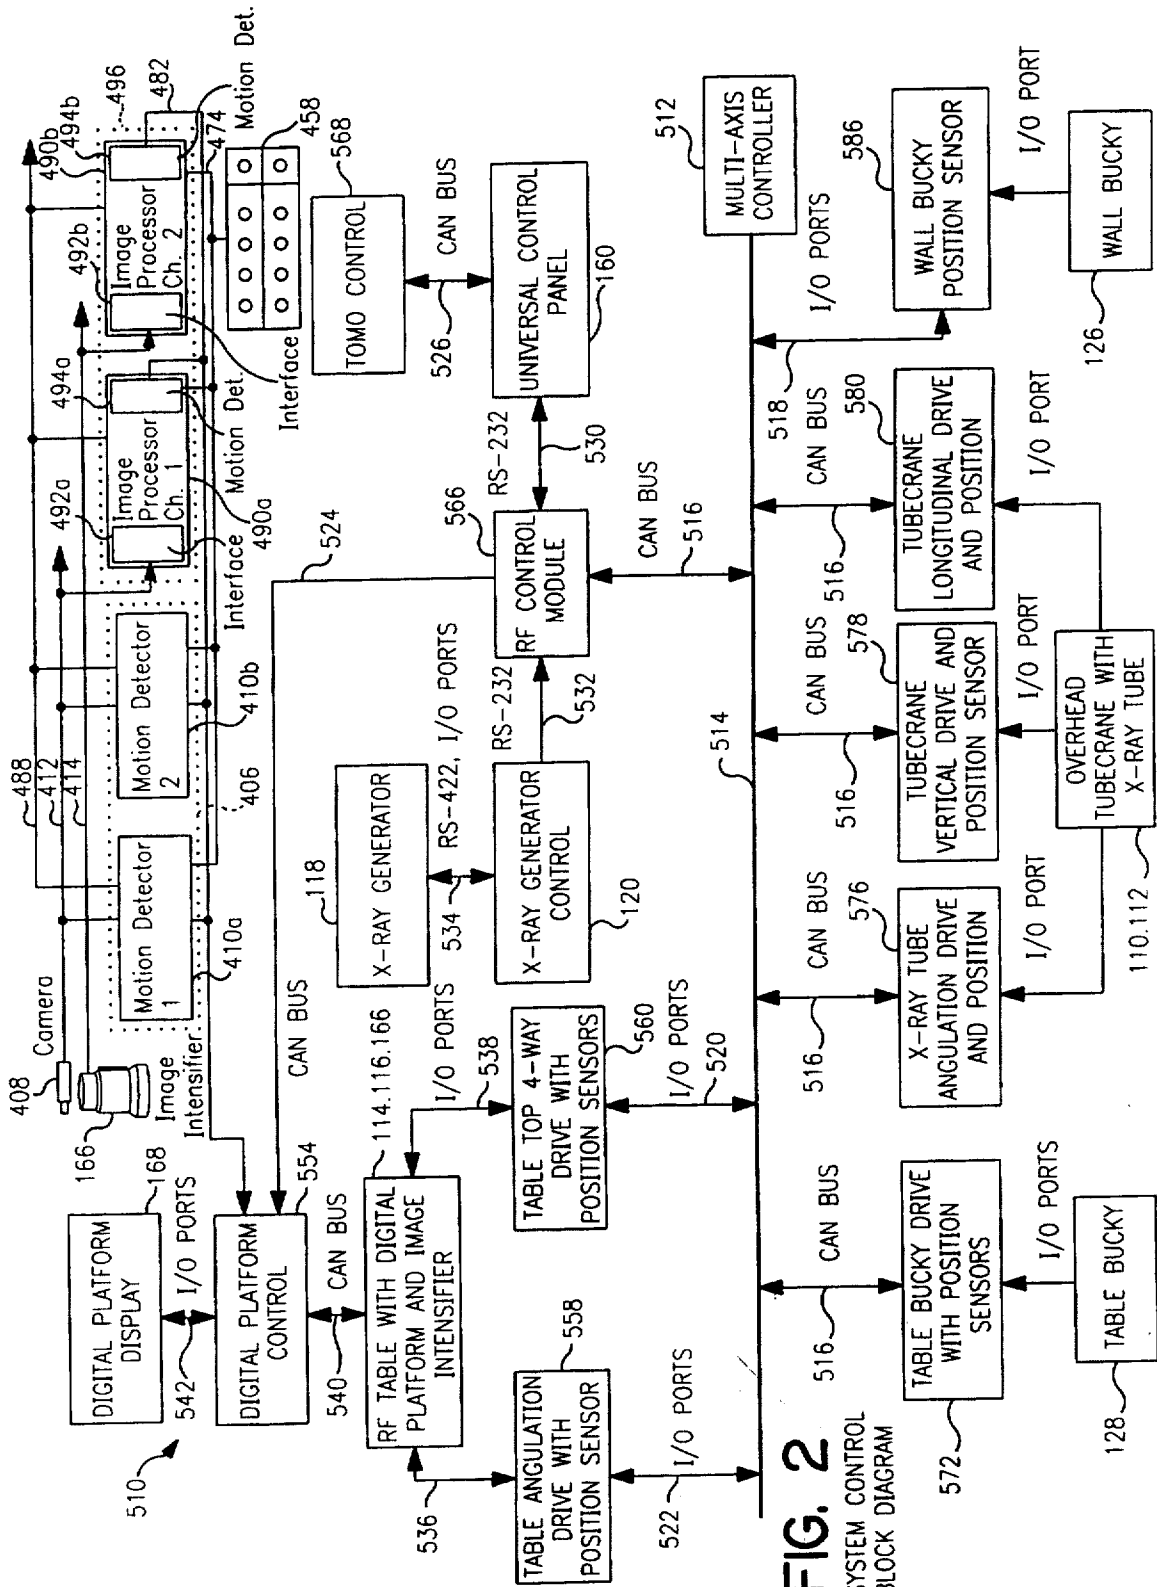 408
Camera
166
Image
Intensifier
488
412
414
Motion Detector
1
410a
Motion Detector
2
410b
406
492a
Image
Processor
Ch. 1
494a
Interface
490a
Motion Det.
492b
Image
Processor
Ch. 2
490b
494b
496
482
Motion Det.
474
Interface
458
510
DIGITAL PLATFORM
DISPLAY
168
542
I/O PORTS
DIGITAL PLATFORM
CONTROL
554
CAN BUS
524
540
CAN BUS
RF TABLE WITH DIGITAL
PLATFORM AND IMAGE
INTENSIFIER
114.116.166
536
538
I/O PORTS
TABLE ANGULATION
DRIVE WITH
POSITION SENSOR
558
TABLE TOP 4-WAY
DRIVE WITH
POSITION SENSORS
560
522
I/O PORTS
520
I/O PORTS
118
X-RAY GENERATOR
534
RS-422, I/O PORTS
X-RAY GENERATOR
CONTROL
120
RS-232
532
566
RF CONTROL
MODULE
RS-232
530
568
TOMO CONTROL
526
CAN BUS
UNIVERSAL CONTROL
PANEL
160
CAN BUS
516
512
MULTI-AXIS
CONTROLLER
514
516
CAN BUS
TABLE BUCKY DRIVE
WITH POSITION
SENSORS
572
I/O PORTS
TABLE BUCKY
128
516
CAN BUS
576
X-RAY TUBE
ANGULATION DRIVE
AND POSITION
I/O PORT
516
CAN BUS
578
TUBECRANE
VERTICAL DRIVE AND
POSITION SENSOR
I/O PORT
516
CAN BUS
580
TUBECRANE
LONGITUDINAL DRIVE
AND POSITION
I/O PORT
OVERHEAD
TUBECRANE WITH
X-RAY TUBE
110.112
518
I/O PORTS
586
WALL BUCKY
POSITION SENSOR
I/O PORT
WALL BUCKY
126
FIG. 2
SYSTEM CONTROL
BLOCK DIAGRAM